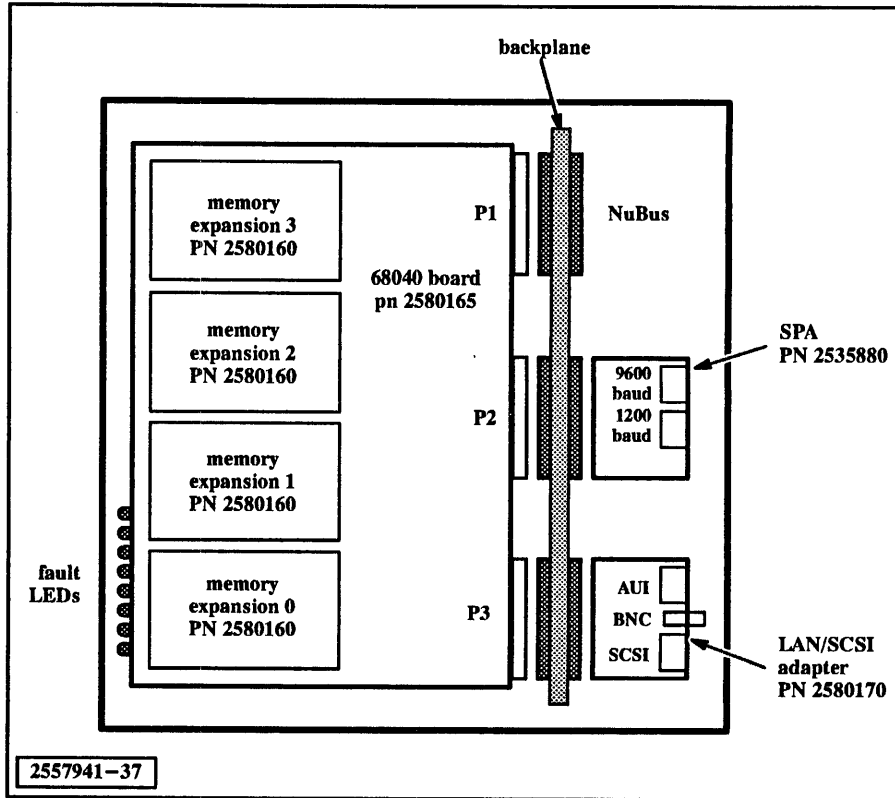 backplane
memory
expansion 3
PN 2580160
P1
NuBus
68040 board
pn 2580165
memory
expansion 2
PN 2580160
SPA
PN 2535880
9600
baud
1200
baud
P2
memory
expansion 1
PN 2580160
fault
LEDs
memory
expansion 0
PN 2580160
P3
AUI
BNC
SCSI
LAN/SCSI
adapter
PN 2580170
2557941-37